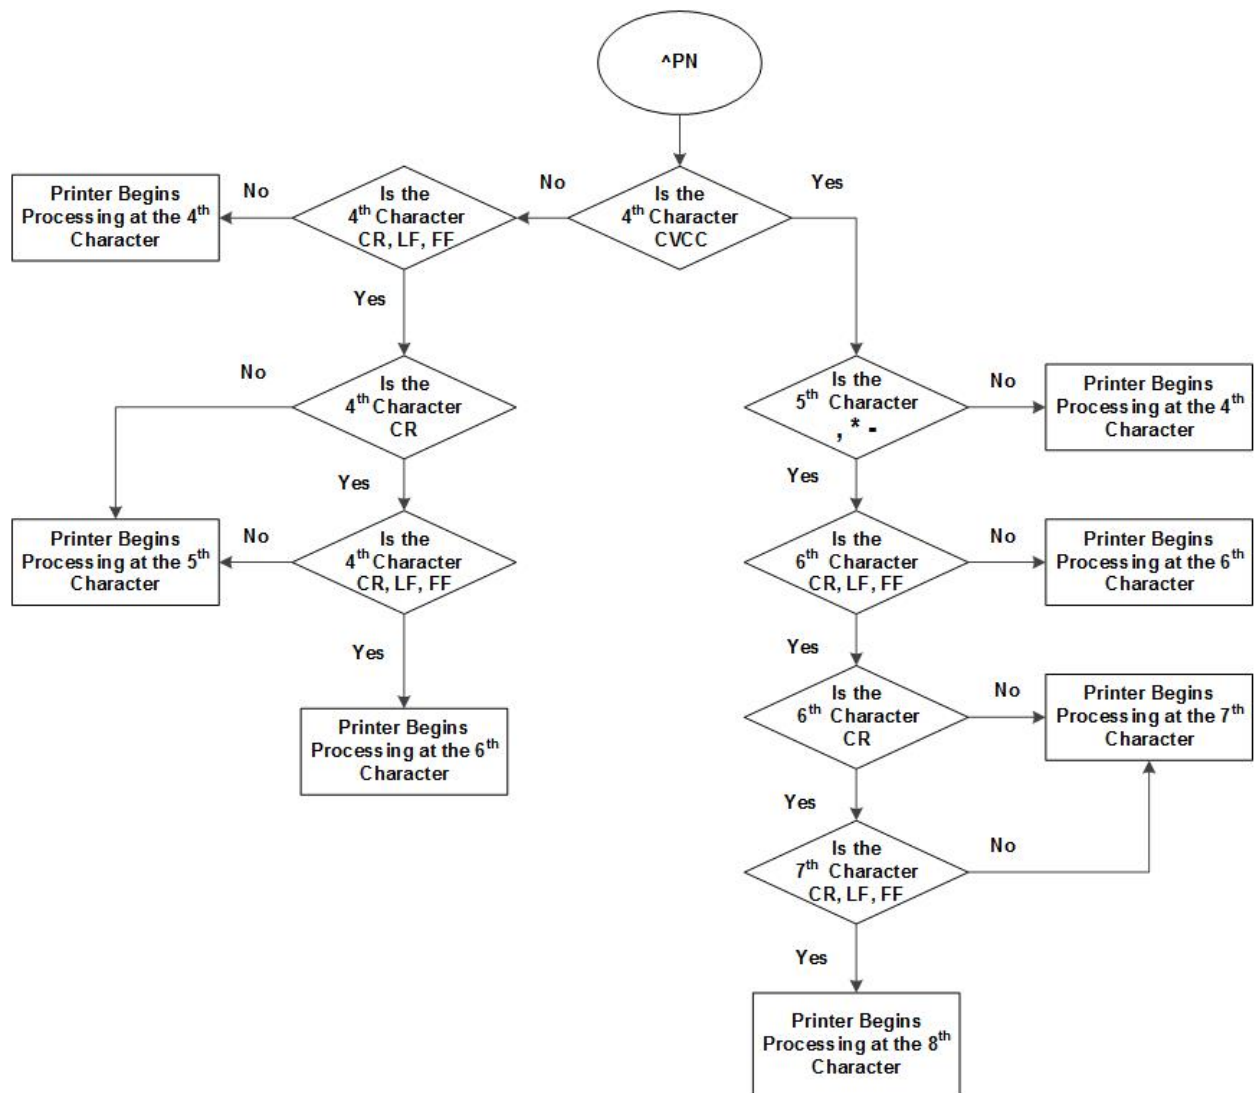 ^PN
Is the
4th Character
CVCC
No
Yes
Is the
4th Character
CR, LF, FF
No
Printer Begins
Processing at the 4th
Character
Yes
Is the
4th Character
CR
No
Yes
Is the
4th Character
CR, LF, FF
No
Printer Begins
Processing at the 5th
Character
Yes
Printer Begins
Processing at the 6th
Character
Is the
5th Character
, * -
No
Printer Begins
Processing at the 4th
Character
Yes
Is the
6th Character
CR, LF, FF
No
Printer Begins
Processing at the 6th
Character
Yes
Is the
6th Character
CR
No
Printer Begins
Processing at the 7th
Character
Yes
Is the
7th Character
CR, LF, FF
No
Yes
Printer Begins
Processing at the 8th
Character